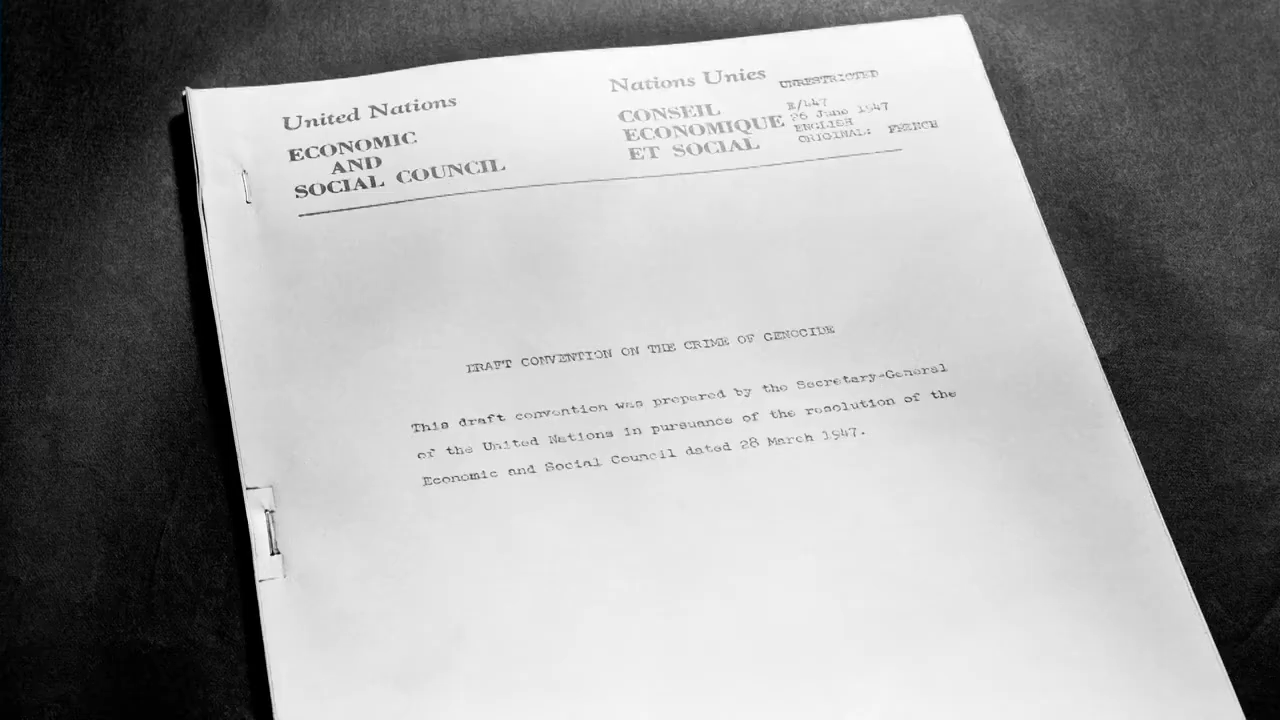 United Nations
ECONOMIC
AND
SOCIAL COUNCIL
Nations Unies
CONSEIL
ECONOMIQUE
ET SOCIAL
UNRESTRICTED
E/447
26 June 1947
ENGLISH
ORIGINAL: FRENCH
DRAFT CONVENTION ON THE CRIME OF GENOCIDE
This draft convention was prepared by the Secretary-General
of the United Nations in pursuance of the resolution of the
Economic and Social Council dated 28 March 1947.